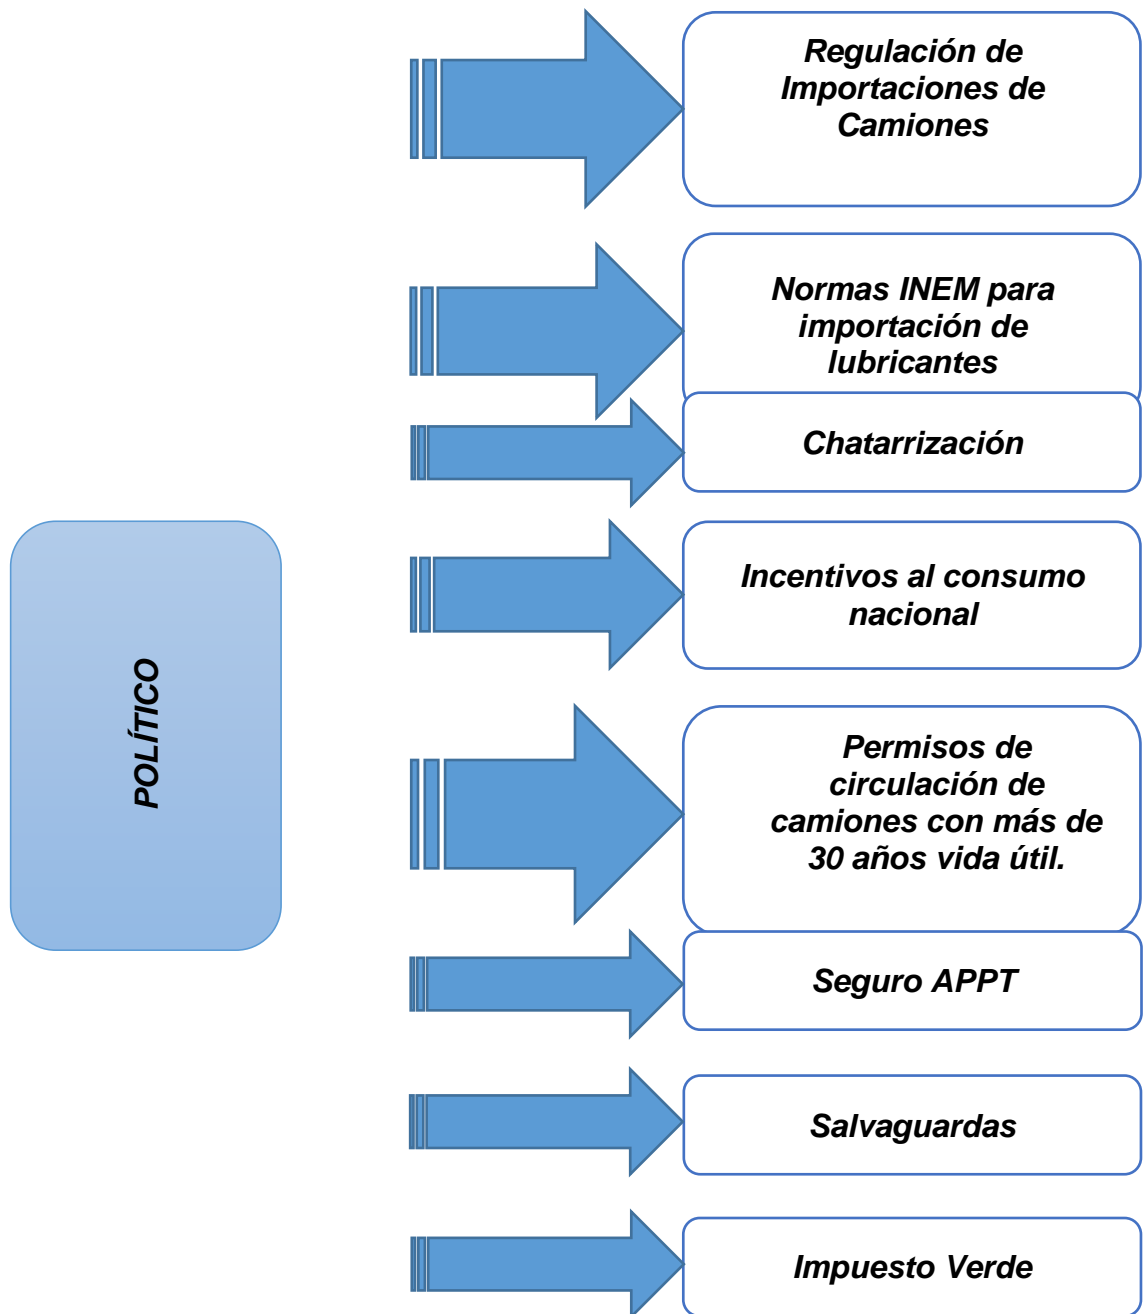 Regulación de
Importaciones de
Camiones
Normas INEM para
importación de
lubricantes
Chatarrización
Incentivos al consumo
nacional
POLÍTICO
Permisos de
circulación de
camiones con más de
30 años vida útil.
Seguro APPT
Salvaguardas
Impuesto Verde